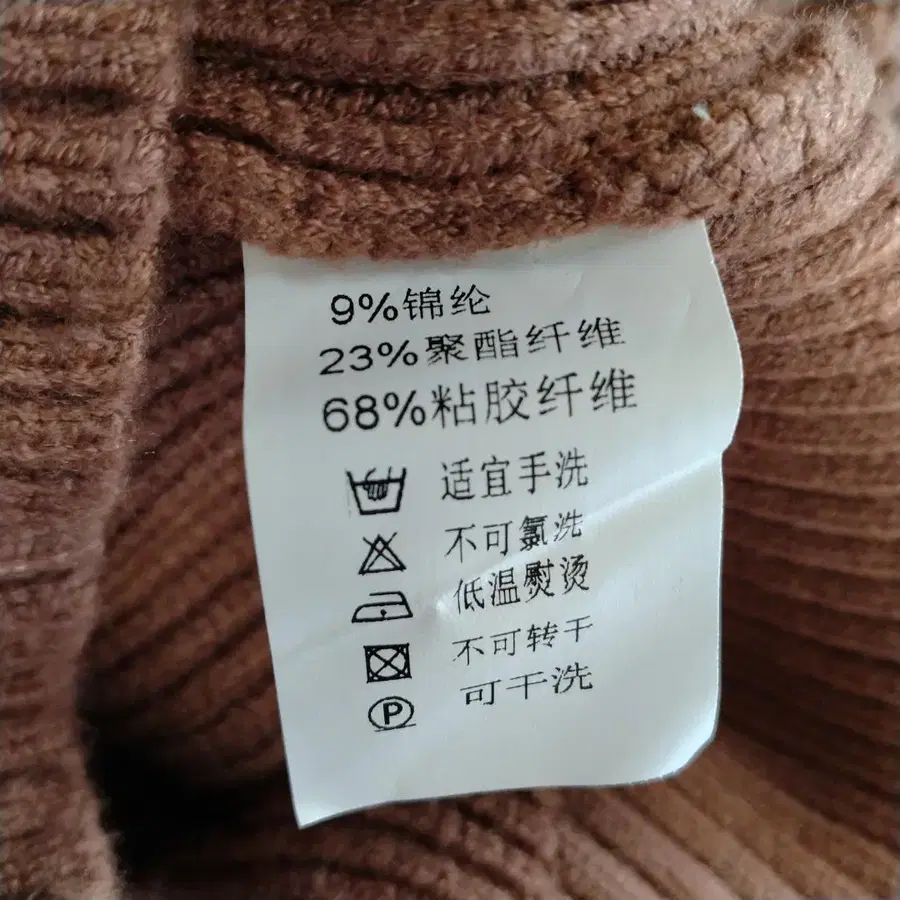 9%锦纶
23%聚酯纤维
68%粘胶纤维
适宜手洗
不可氯洗
低温熨烫
不可转干
P 可干洗